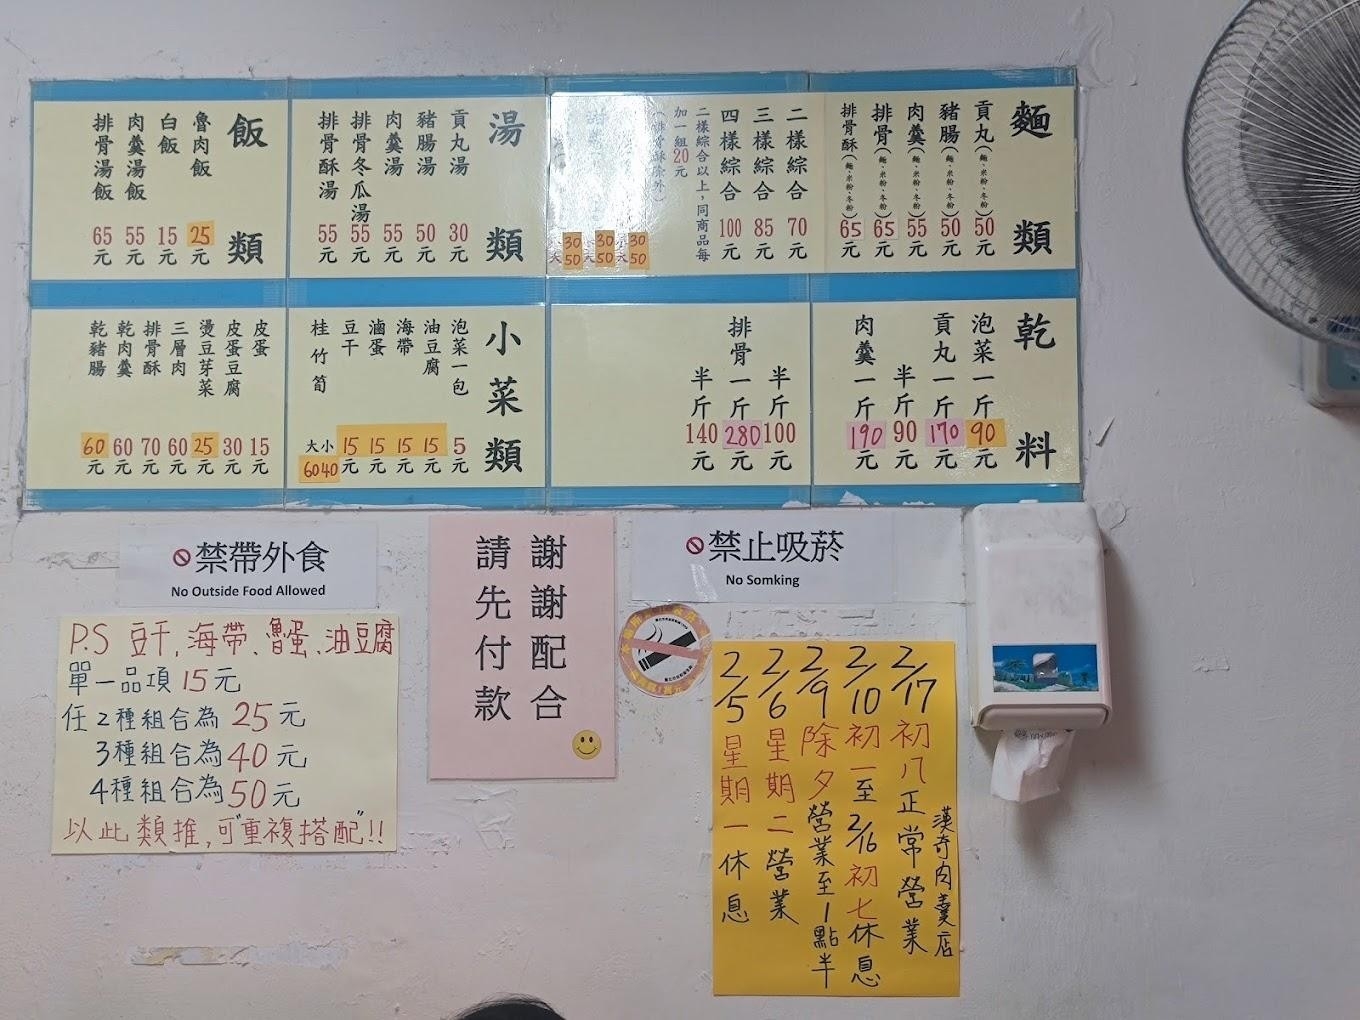 麵類
貢丸(麵、米粉、冬粉)50元
豬腸(麵、米粉、冬粉)50元
肉羹(麵、米粉、冬粉)55元
排骨(麵、米粉、冬粉)65元
排骨酥(麵、米粉、冬粉)65元
二樣綜合 70元
三樣綜合 85元
四樣綜合 100元
二樣綜合以上，同商品每
加一組20元
(排骨酥除外)
小30
大50
小30
大50
30
大50
湯類
貢丸湯 30元
豬腸湯 50元
肉羹湯 55元
排骨冬瓜湯 55元
排骨酥湯 55元
飯類
魯肉飯 25元
白飯 15元
肉羹湯飯 55元
排骨湯飯 65元
乾料
泡菜一斤 90元
貢丸一斤 170元
半斤 90元
肉羹一斤 190元
半斤 100元
排骨一斤 280元
半斤 140元
小菜類
泡菜一包 5元
油豆腐 15元
海帶 15元
滷蛋 15元
豆干 15元
桂竹筍 大小 6040
皮蛋 15元
皮蛋豆腐 30元
燙豆芽菜 25元
三層肉 60元
排骨酥 70元
乾肉羹 60元
乾豬腸 60元
禁帶外食
No Outside Food Allowed
謝謝配合
請先付款
禁止吸菸
No Somking
P.S 豆干,海帶、魯蛋、油豆腐
單一品項 15元
任2種組合為 25元
3種組合為 40元
4種組合為 50元
以此類推,可"重複搭配"!!
2/5 星期一休息
2/6 星期二營業
2/9 除夕營業至1點半
2/10 初一至2/16初七休息
2/17 初八正常營業
漢奇肉羹店